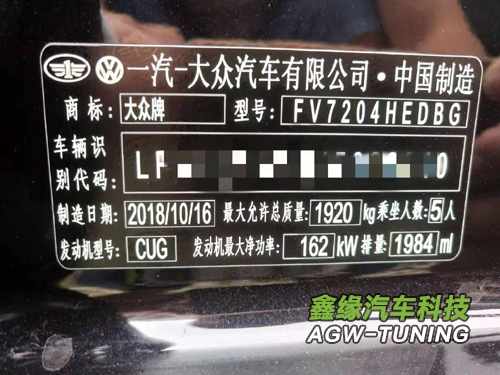 一汽-大众汽车有限公司·中国制造
商标: 大众牌 型号: FV7204HEDBG
车辆识别代码: LF 0
制造日期: 2018/10/16 最大允许总质量: 1920 kg 乘坐人数: 5人
发动机型号: CUG 发动机最大净功率: 162 kW 排量: 1984 ml
鑫缘汽车科技
AGW-TUNING